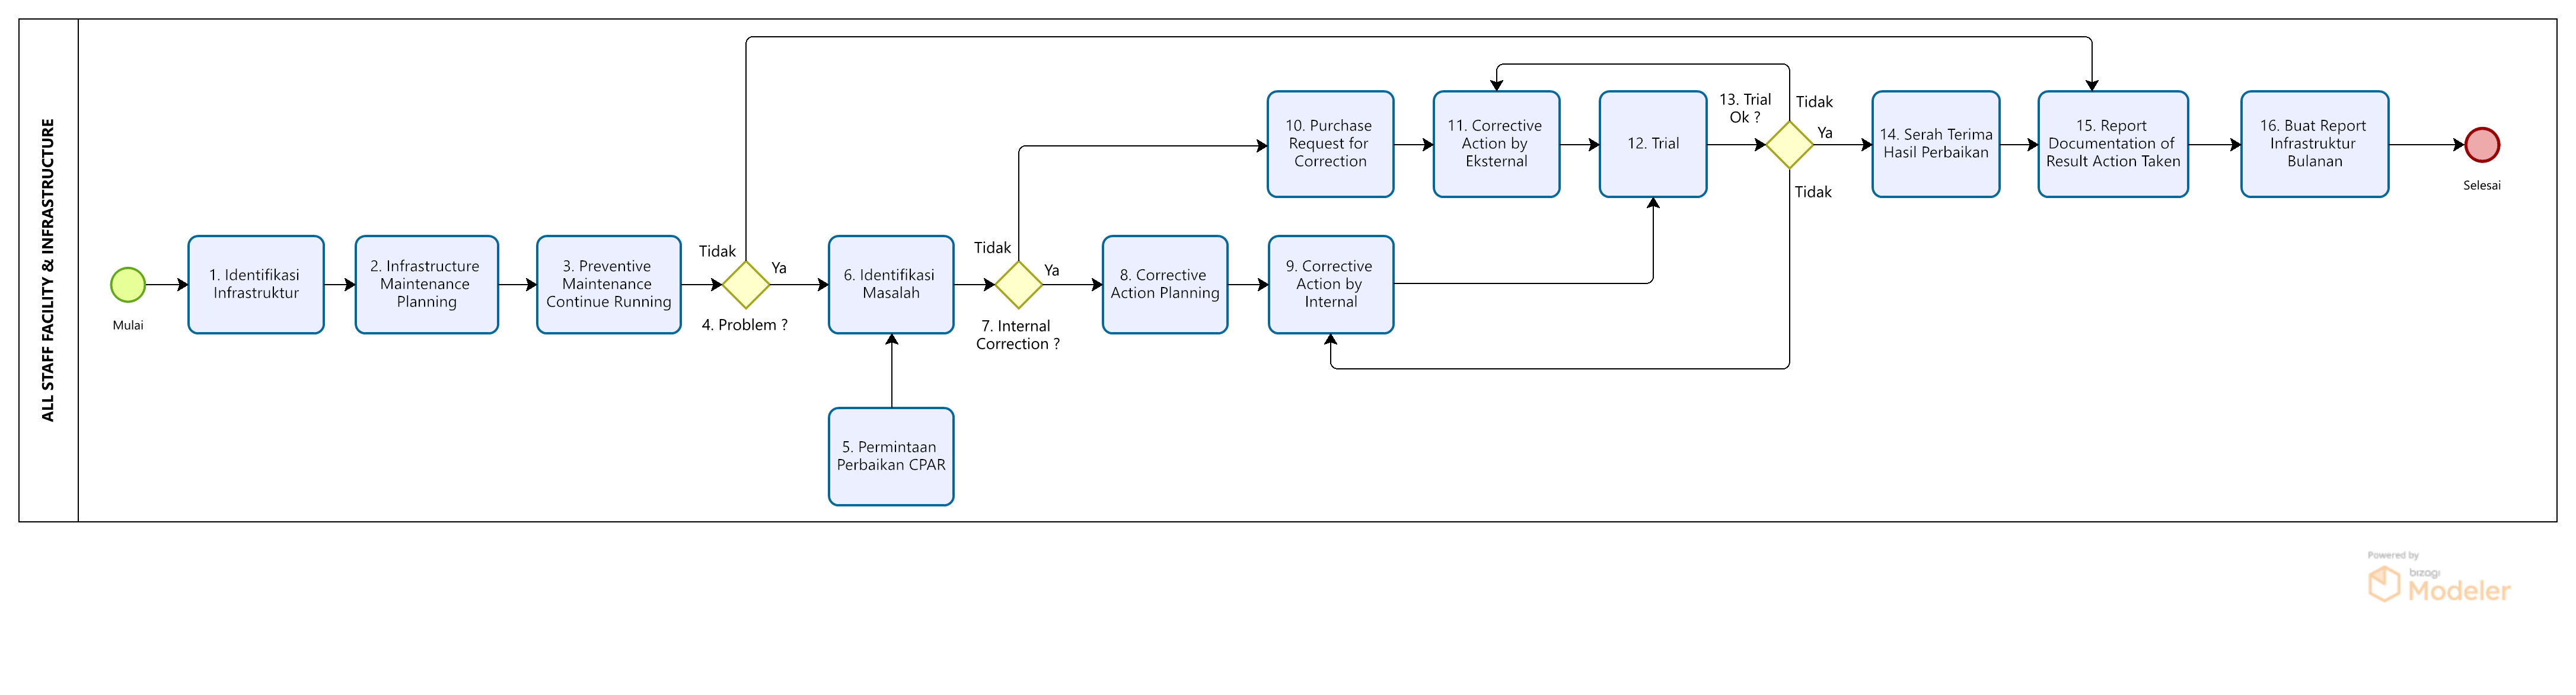 ALL STAFF FACILITY & INFRASTRUCTURE
Mulai
1. Identifikasi
Infrastruktur
2. Infrastructure
Maintenance
Planning
3. Preventive
Maintenance
Continue Running
Tidak
Ya
4. Problem ?
5. Permintaan
Perbaikan CPAR
6. Identifikasi
Masalah
Tidak
Ya
7. Internal
Correction ?
8. Corrective
Action Planning
9. Corrective
Action by
Internal
10. Purchase
Request for
Correction
11. Corrective
Action by
Eksternal
12. Trial
13. Trial
Ok ?
Tidak
Ya
Tidak
14. Serah Terima
Hasil Perbaikan
15. Report
Documentation of
Result Action Taken
16. Buat Report
Infrastruktur
Bulanan
Selesai
Powered by
bizagi
Modeler